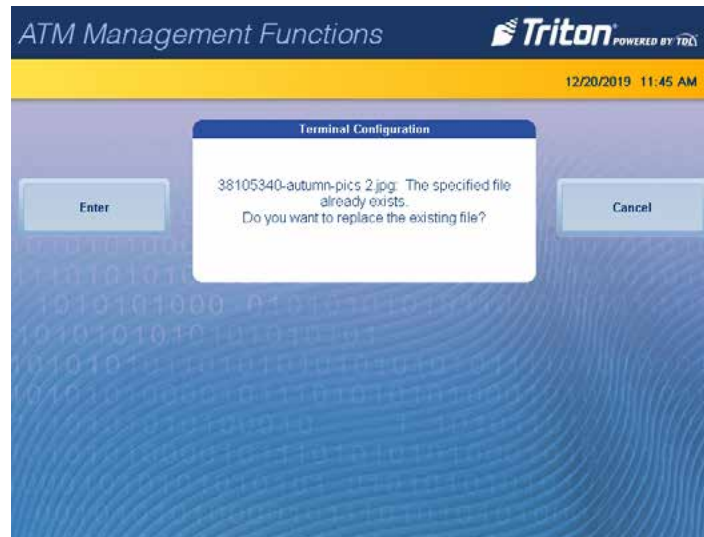 ATM Management Functions
Triton POWERED BY TDL
12/20/2019 11:45 AM
Terminal Configuration
38105340-autumn-pics 2.jpg: The specified file
already exists.
Do you want to replace the existing file?
Enter
Cancel